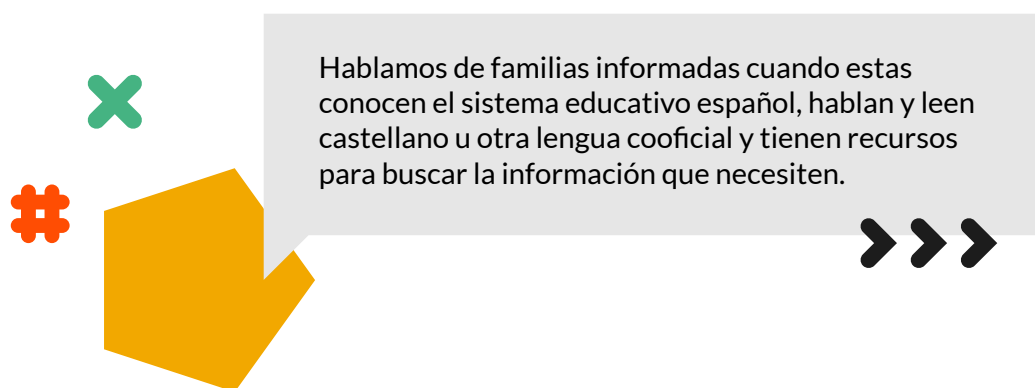 Hablamos de familias informadas cuando estas
conocen el sistema educativo español, hablan y leen
castellano u otra lengua cooficial y tienen recursos
para buscar la información que necesiten.